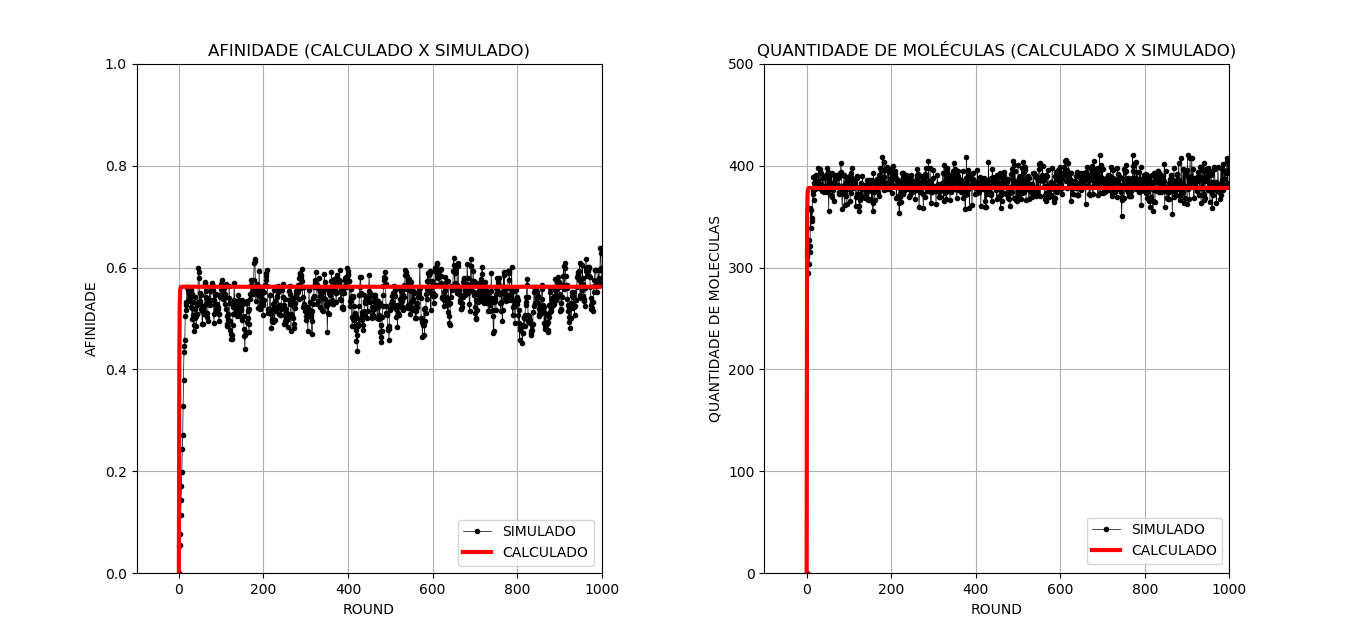 AFINIDADE (CALCULADO X SIMULADO)
1.0
0.8
0.6
0.4
0.2
0.0
AFINIDADE
0
200
400
600
800
1000
ROUND
SIMULADO
CALCULADO
QUANTIDADE DE MOLÉCULAS (CALCULADO X SIMULADO)
500
400
300
200
100
0
QUANTIDADE DE MOLECULAS
0
200
400
600
800
1000
ROUND
SIMULADO
CALCULADO